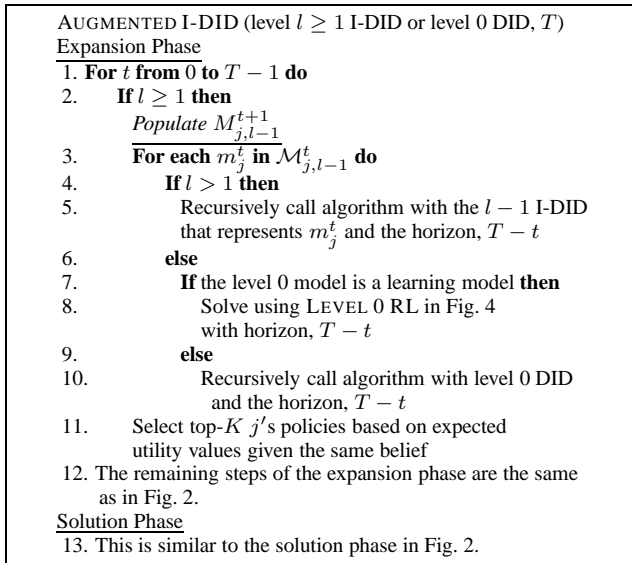 AUGMENTED I-DID (level l ≥ 1 I-DID or level 0 DID, T)
Expansion Phase
1. For t from 0 to T − 1 do
2. If l ≥ 1 then
Populate M^{t+1}_{j,l−1}
3. For each m^t_j in ℳ^t_{j,l−1} do
4. If l > 1 then
5. Recursively call algorithm with the l − 1 I-DID
that represents m^t_j and the horizon, T − t
6. else
7. If the level 0 model is a learning model then
8. Solve using LEVEL 0 RL in Fig. 4
with horizon, T − t
9. else
10. Recursively call algorithm with level 0 DID
and the horizon, T − t
11. Select top-K j's policies based on expected
utility values given the same belief
12. The remaining steps of the expansion phase are the same
as in Fig. 2.
Solution Phase
13. This is similar to the solution phase in Fig. 2.